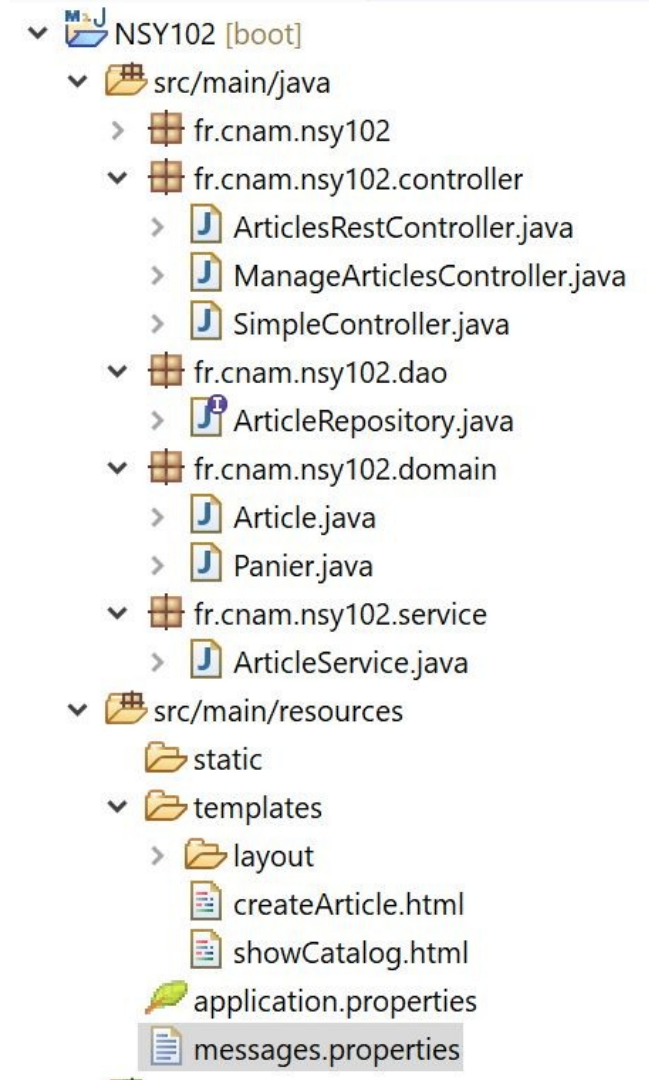 NSY102 [boot]
src/main/java
fr.cnam.nsy102
fr.cnam.nsy102.controller
ArticlesRestController.java
ManageArticlesController.java
SimpleController.java
fr.cnam.nsy102.dao
ArticleRepository.java
fr.cnam.nsy102.domain
Article.java
Panier.java
fr.cnam.nsy102.service
ArticleService.java
src/main/resources
static
templates
layout
createArticle.html
showCatalog.html
application.properties
messages.properties